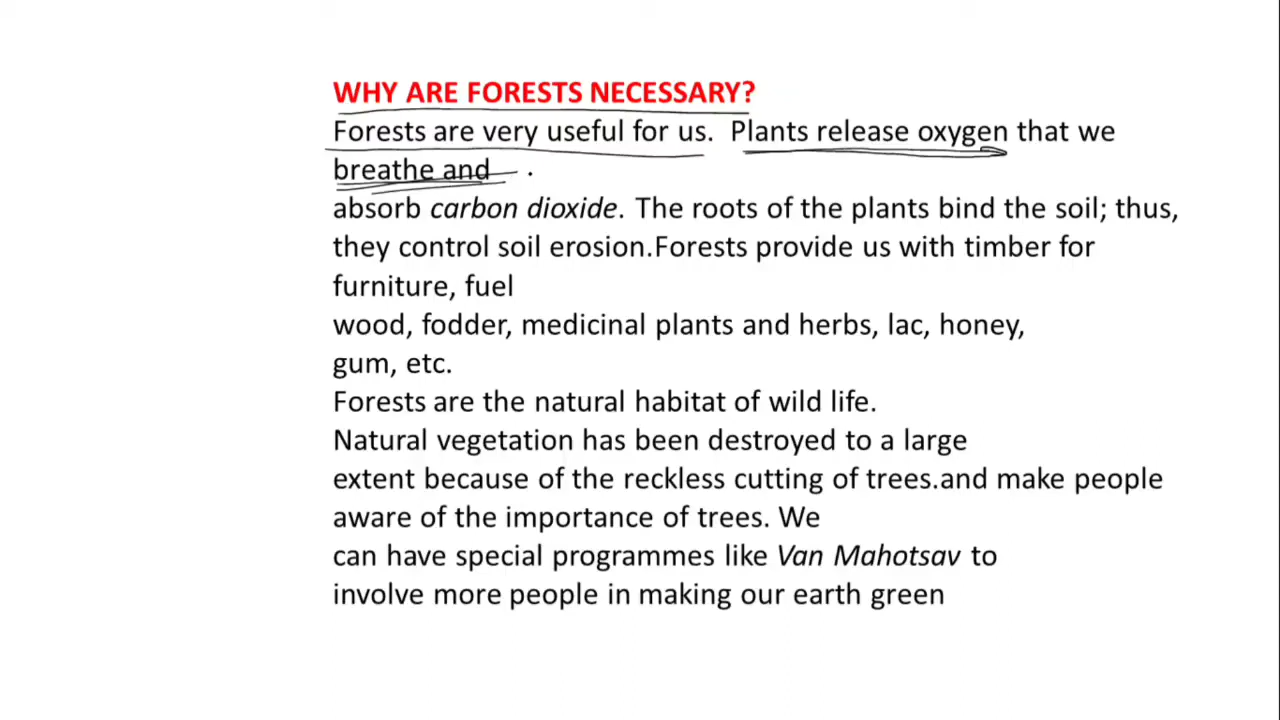 WHY ARE FORESTS NECESSARY?
Forests are very useful for us.  Plants release oxygen that we
breathe and .
absorb carbon dioxide. The roots of the plants bind the soil; thus,
they control soil erosion.Forests provide us with timber for
furniture, fuel
wood, fodder, medicinal plants and herbs, lac, honey,
gum, etc.
Forests are the natural habitat of wild life.
Natural vegetation has been destroyed to a large
extent because of the reckless cutting of trees.and make people
aware of the importance of trees. We
can have special programmes like Van Mahotsav to
involve more people in making our earth green